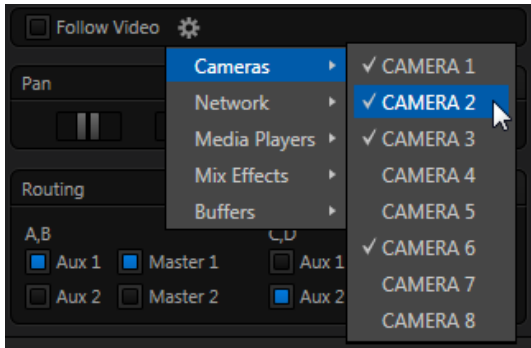 Follow Video
Cameras
Network
Media Players
Mix Effects
Buffers
CAMERA 1
CAMERA 2
CAMERA 3
CAMERA 4
CAMERA 5
CAMERA 6
CAMERA 7
CAMERA 8
Pan
Routing
A,B
C,D
Aux 1 Master 1 Aux 1
Aux 2 Master 2 Aux 2